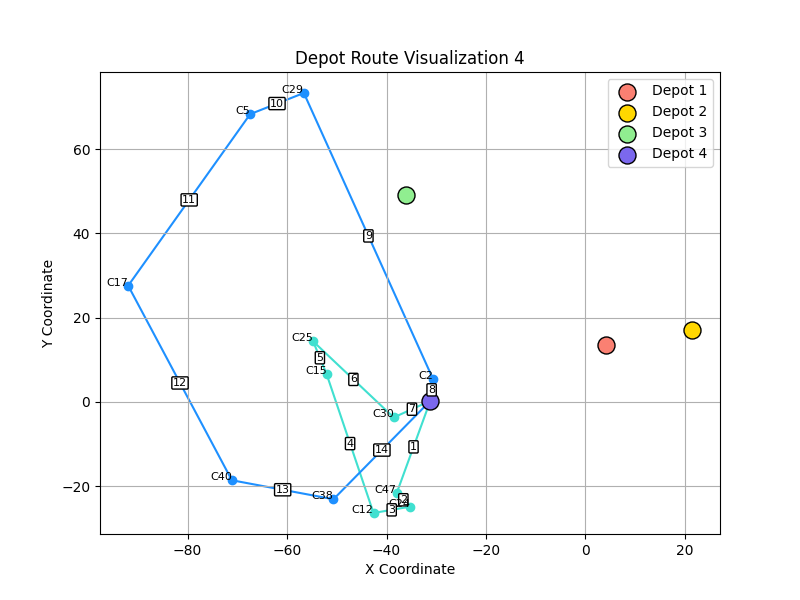 Depot Route Visualization 4
Depot 1
Depot 2
Depot 3
Depot 4
C29
10
C5
11
9
C17
C25
5
C15
6
12
C2
8
C30
7
4
14
1
C40
13
C38
C47
2
C12
3
60
40
20
0
−20
−80
−60
−40
−20
0
20
Y Coordinate
X Coordinate